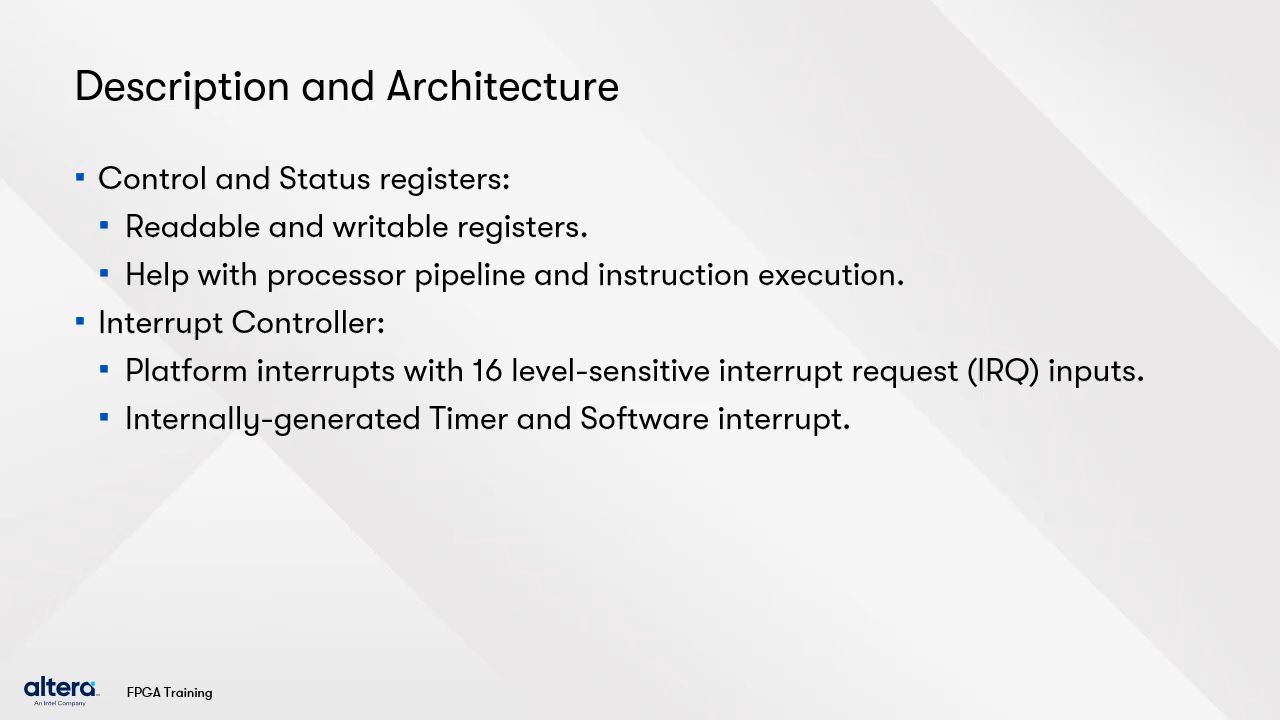 Description and Architecture
▪ Control and Status registers:
▪ Readable and writable registers.
▪ Help with processor pipeline and instruction execution.
▪ Interrupt Controller:
▪ Platform interrupts with 16 level-sensitive interrupt request (IRQ) inputs.
▪ Internally-generated Timer and Software interrupt.
altera™
An Intel Company
FPGA Training